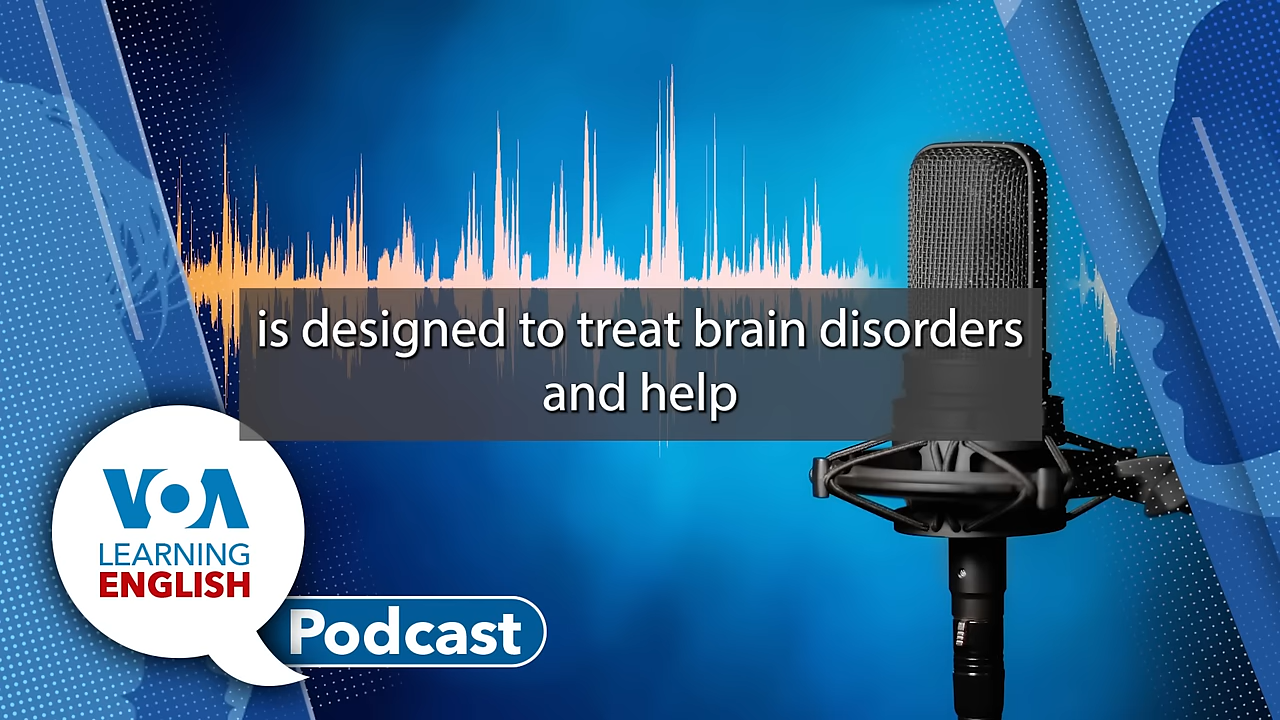 is designed to treat brain disorders
and help
VOA
LEARNING
ENGLISH
Podcast